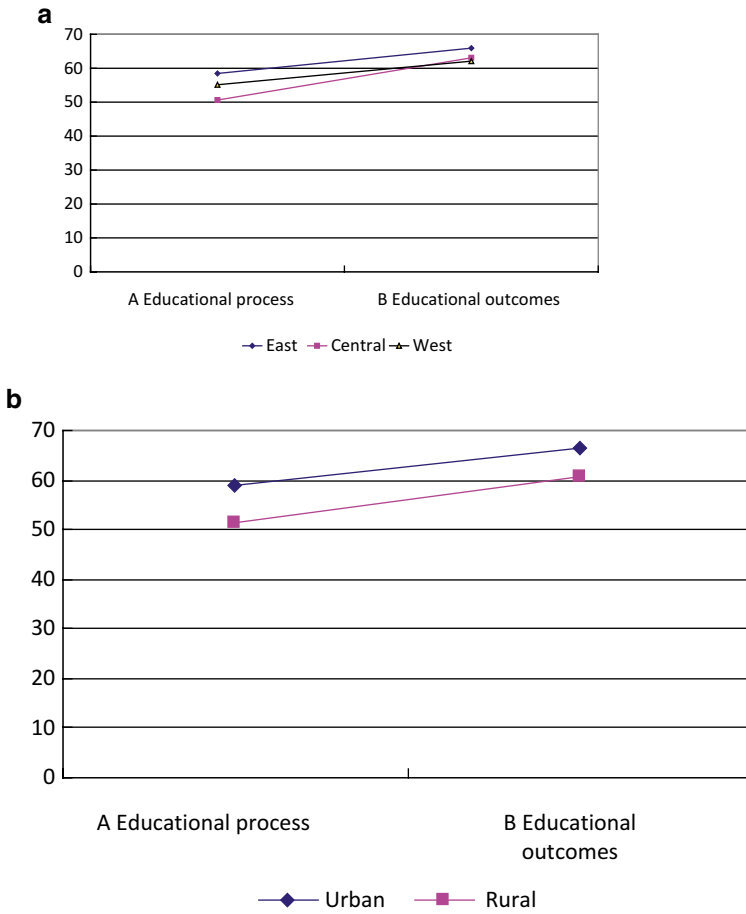 a
70
60
50
40
30
20
10
0
A Educational process B Educational outcomes
East Central West
b
70
60
50
40
30
20
10
0
A Educational process B Educational
outcomes
Urban Rural